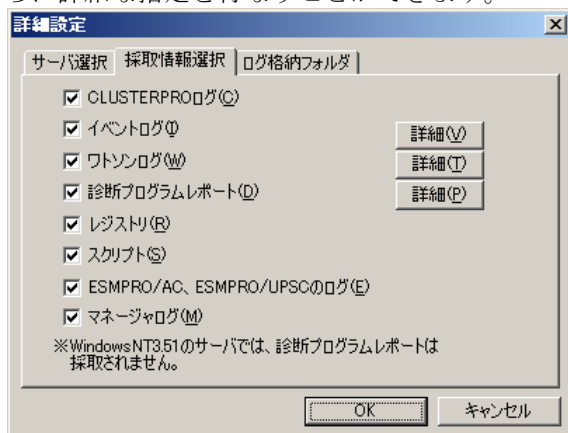 詳細設定
サーバ選択 採取情報選択 ログ格納フォルダ
CLUSTERPROログ(C)
イベントログ(I) 詳細(V)
ワトソンログ(W) 詳細(T)
診断プログラムレポート(D) 詳細(P)
レジストリ(R)
スクリプト(S)
ESMPRO/AC、ESMPRO/UPSCのログ(E)
マネージャログ(M)
※WindowsNT3.51のサーバでは、診断プログラムレポートは
採取されません。
OK キャンセル